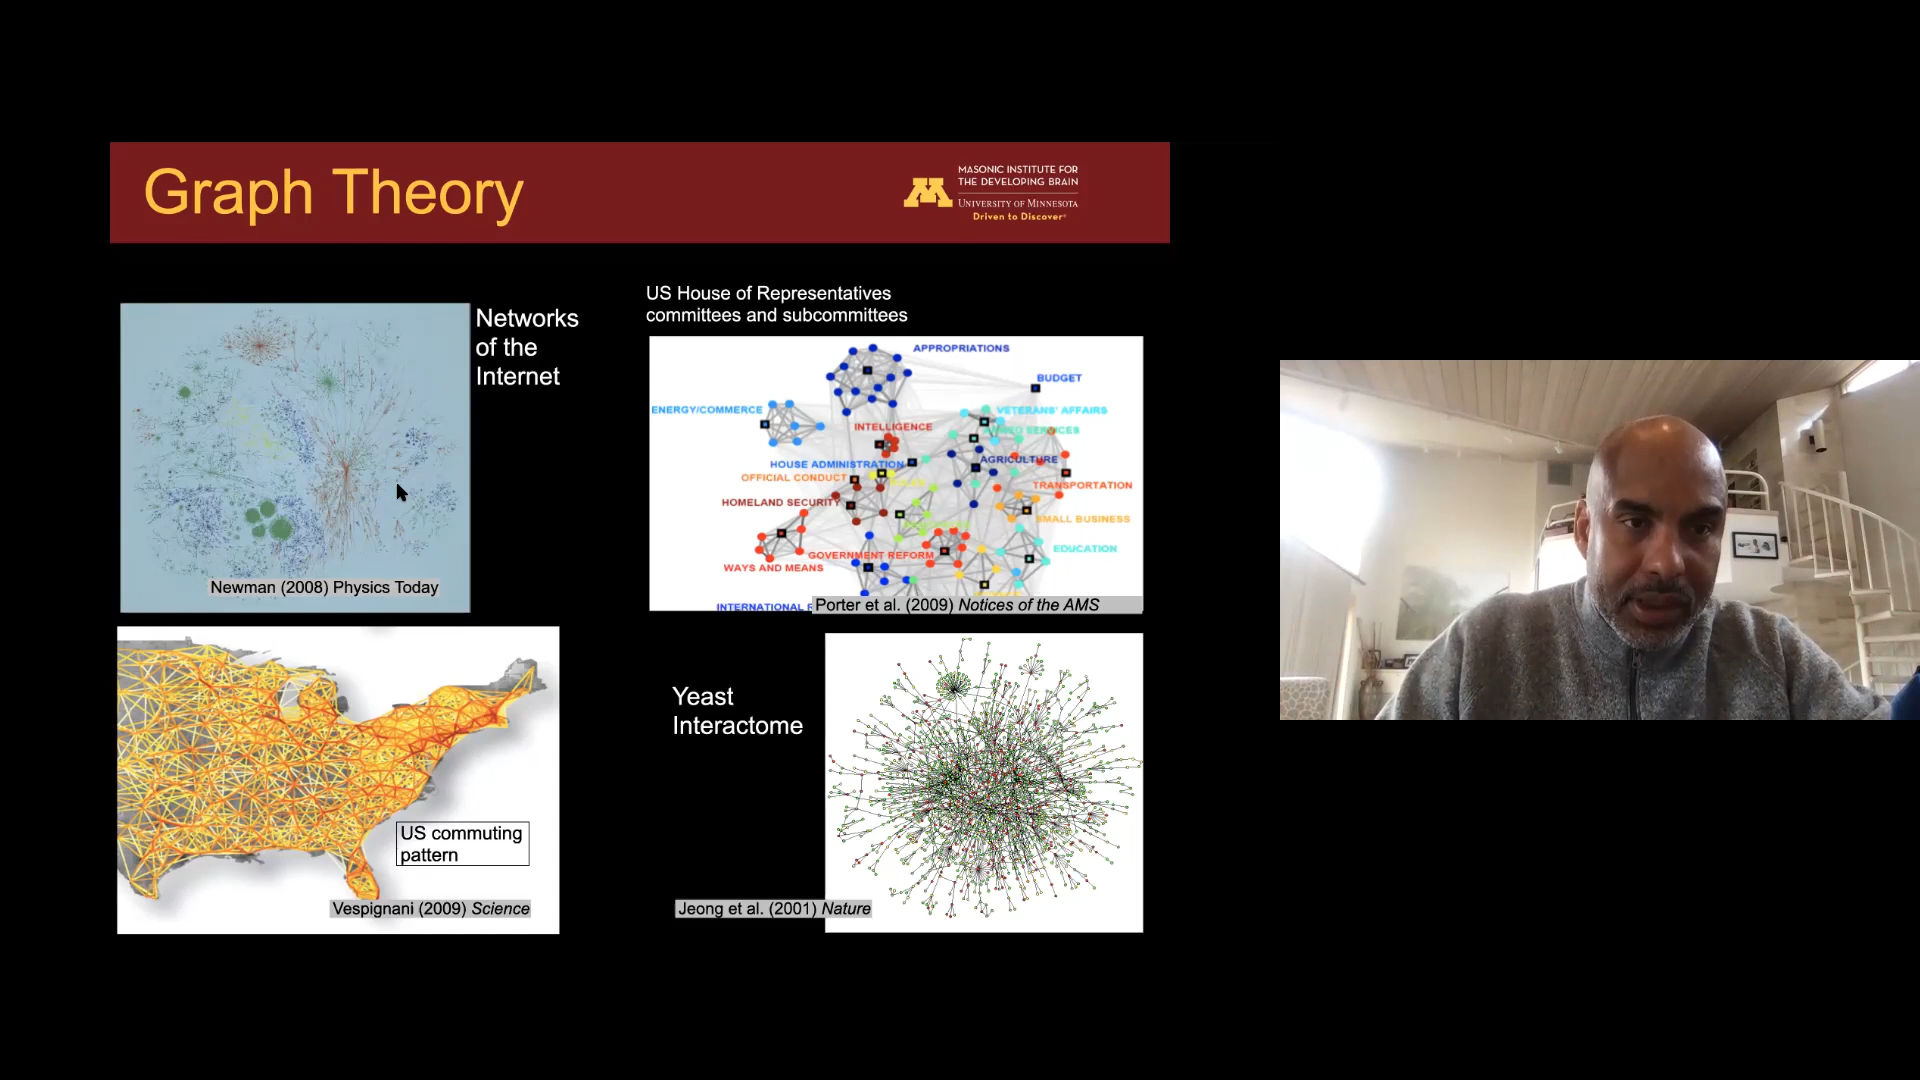 Graph Theory
MASONIC INSTITUTE FOR
THE DEVELOPING BRAIN
UNIVERSITY OF MINNESOTA
Driven to Discover®
Networks
of the
Internet
Newman (2008) Physics Today
US House of Representatives
committees and subcommittees
APPROPRIATIONS
BUDGET
ENERGY/COMMERCE
VETERANS' AFFAIRS
INTELLIGENCE
SERVICES
HOUSE ADMINISTRATION
AGRICULTURE
OFFICIAL CONDUCT
TRANSPORTATION
HOMELAND SECURITY
SMALL BUSINESS
EDUCATION
GOVERNMENT REFORM
WAYS AND MEANS
INTERNATIONAL
Porter et al. (2009) Notices of the AMS
US commuting
pattern
Vespignani (2009) Science
Yeast
Interactome
Jeong et al. (2001) Nature